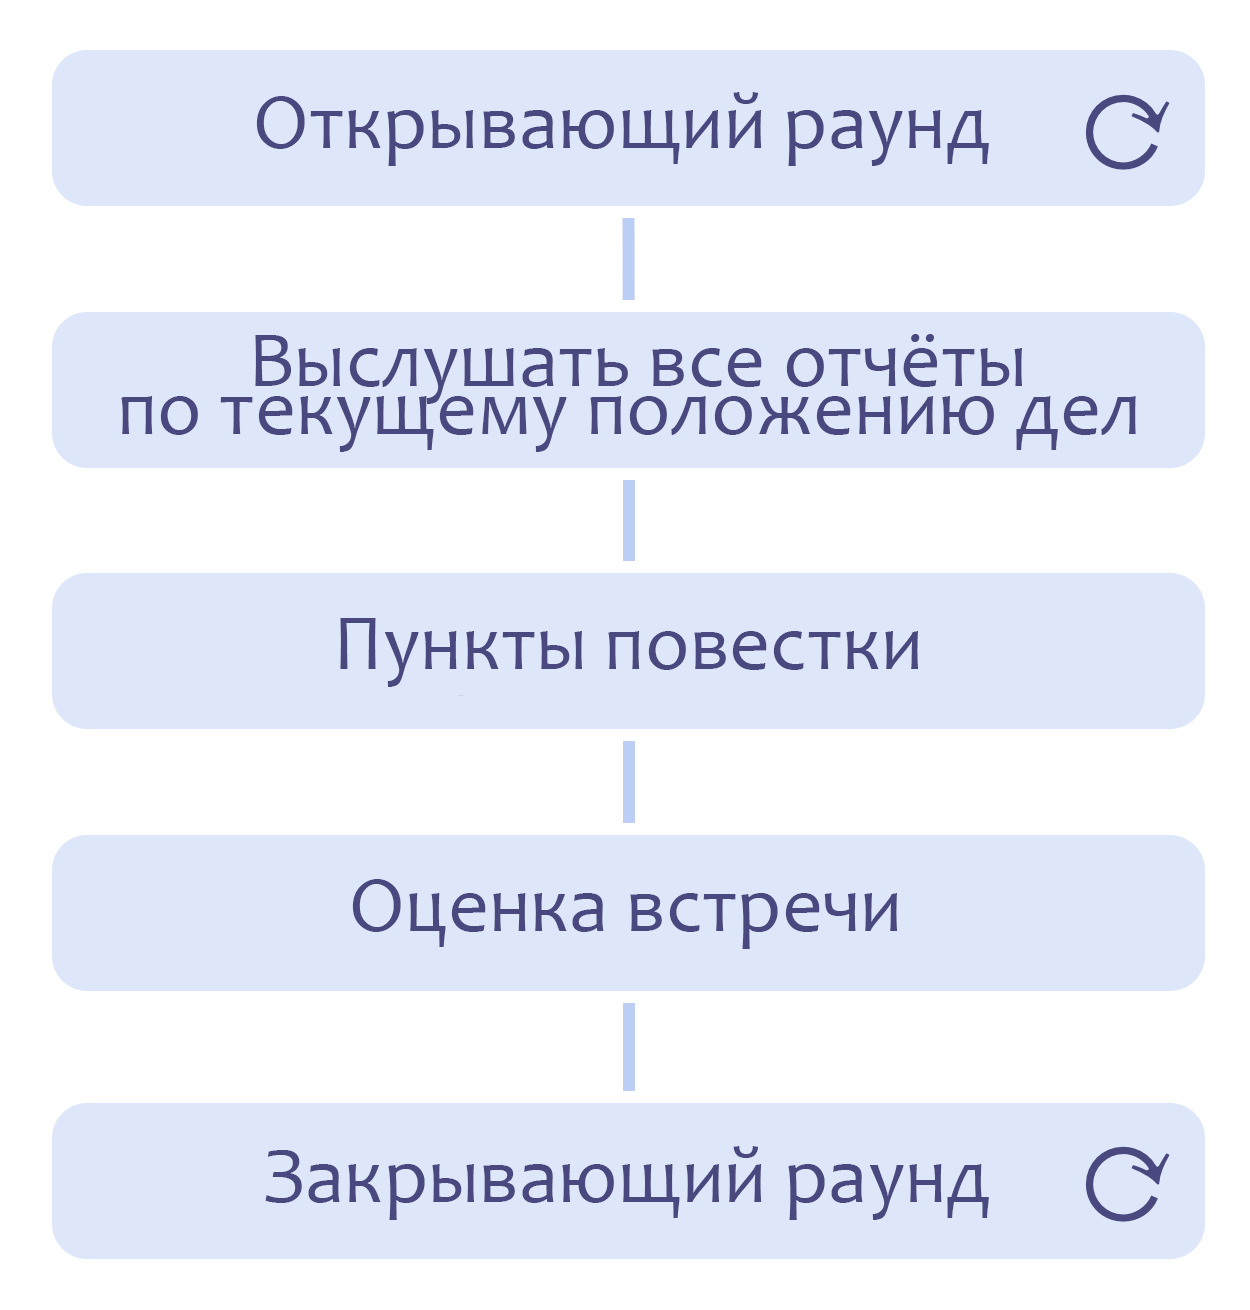 Открывающий раунд
Выслушать все отчёты
по текущему положению дел
Пункты повестки
Оценка встречи
Закрывающий раунд